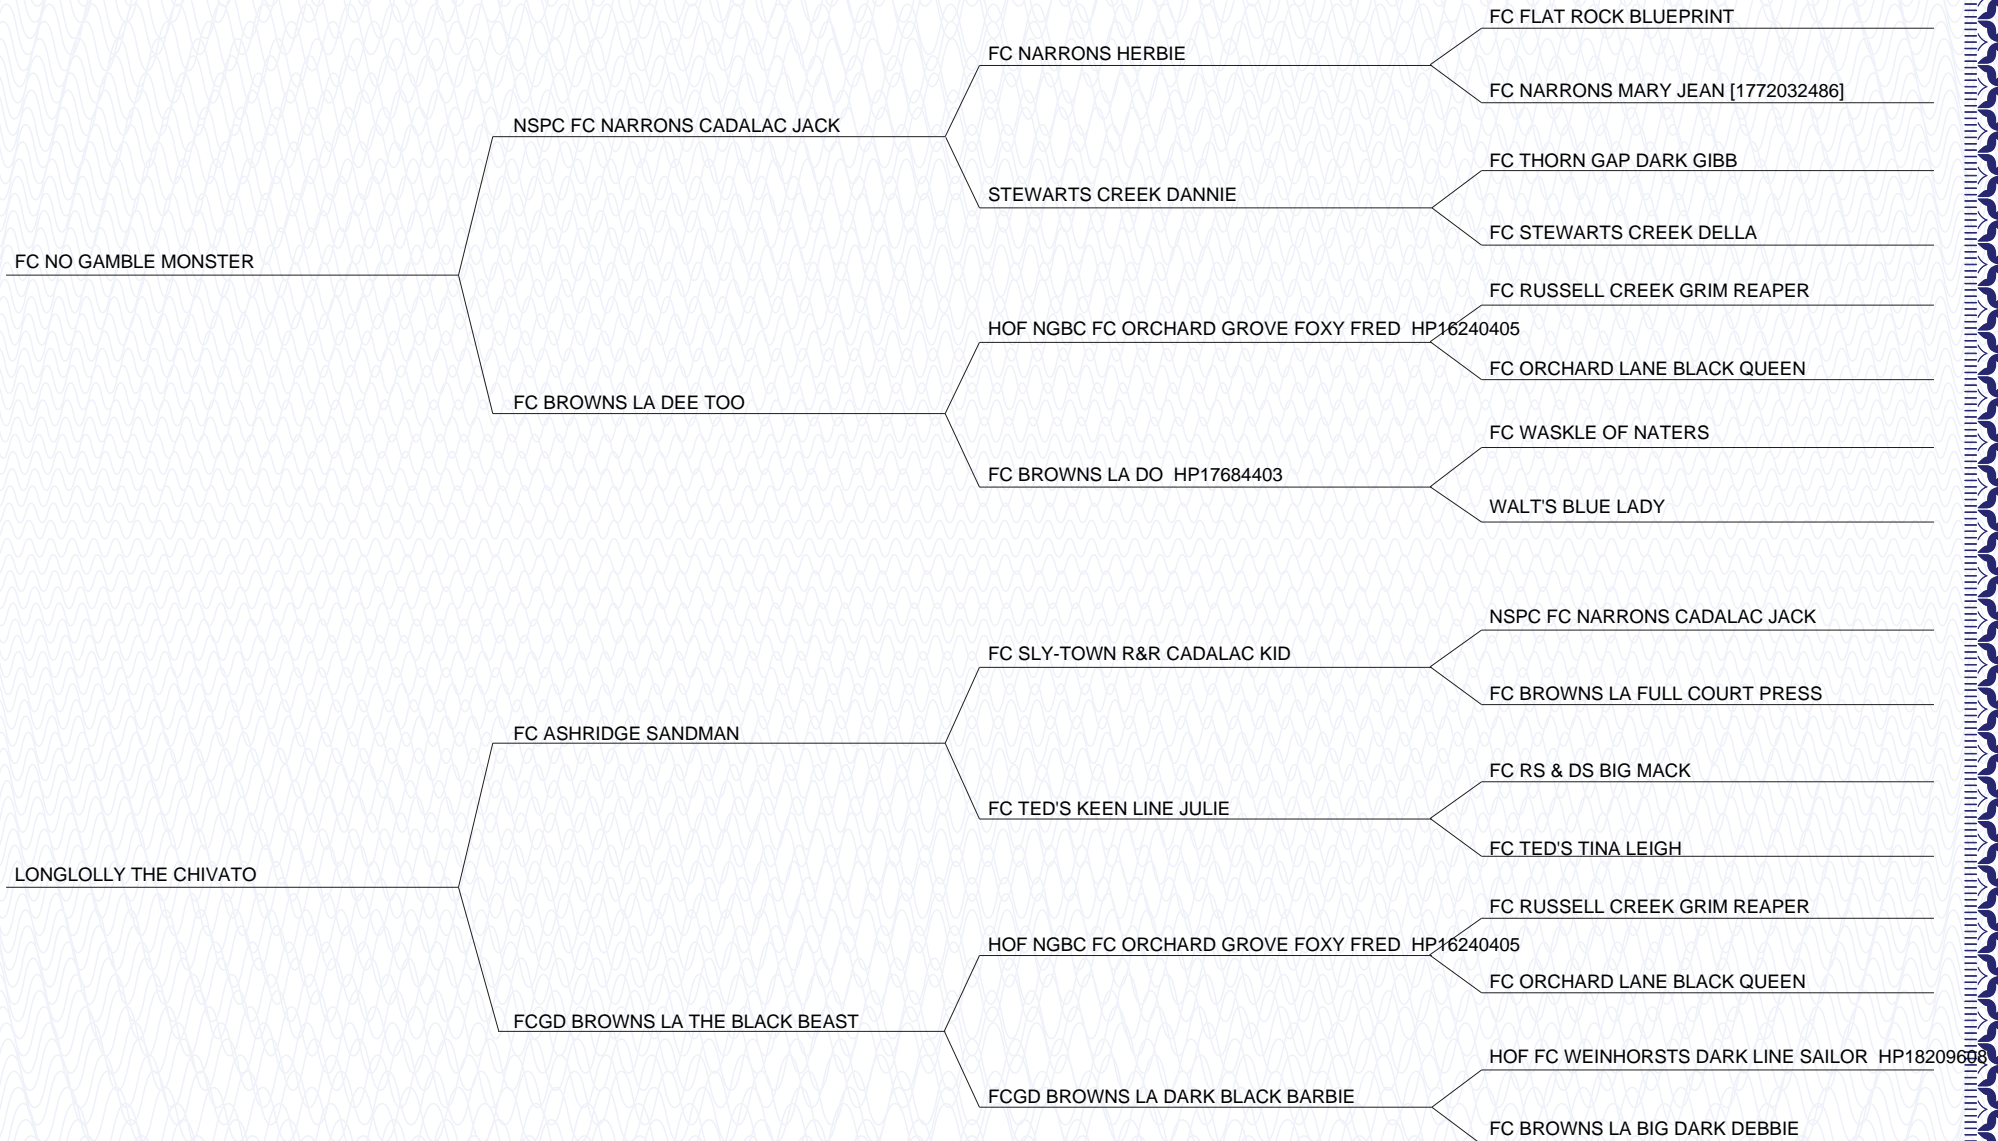 FC FLAT ROCK BLUEPRINT
FC NARRONS HERBIE
FC NARRONS MARY JEAN [1772032486]
NSPC FC NARRONS CADALAC JACK
FC THORN GAP DARK GIBB
STEWARTS CREEK DANNIE
FC STEWARTS CREEK DELLA
FC NO GAMBLE MONSTER
FC RUSSELL CREEK GRIM REAPER
HOF NGBC FC ORCHARD GROVE FOXY FRED HP16240405
FC ORCHARD LANE BLACK QUEEN
FC BROWNS LA DEE TOO
FC WASKLE OF NATERS
FC BROWNS LA DO HP17684403
WALT'S BLUE LADY
NSPC FC NARRONS CADALAC JACK
FC SLY-TOWN R&R CADALAC KID
FC BROWNS LA FULL COURT PRESS
FC ASHRIDGE SANDMAN
FC RS & DS BIG MACK
FC TED'S KEEN LINE JULIE
FC TED'S TINA LEIGH
LONGLOLLY THE CHIVATO
FC RUSSELL CREEK GRIM REAPER
HOF NGBC FC ORCHARD GROVE FOXY FRED HP16240405
FC ORCHARD LANE BLACK QUEEN
FCGD BROWNS LA THE BLACK BEAST
HOF FC WEINHORSTS DARK LINE SAILOR HP18209608
FCGD BROWNS LA DARK BLACK BARBIE
FC BROWNS LA BIG DARK DEBBIE